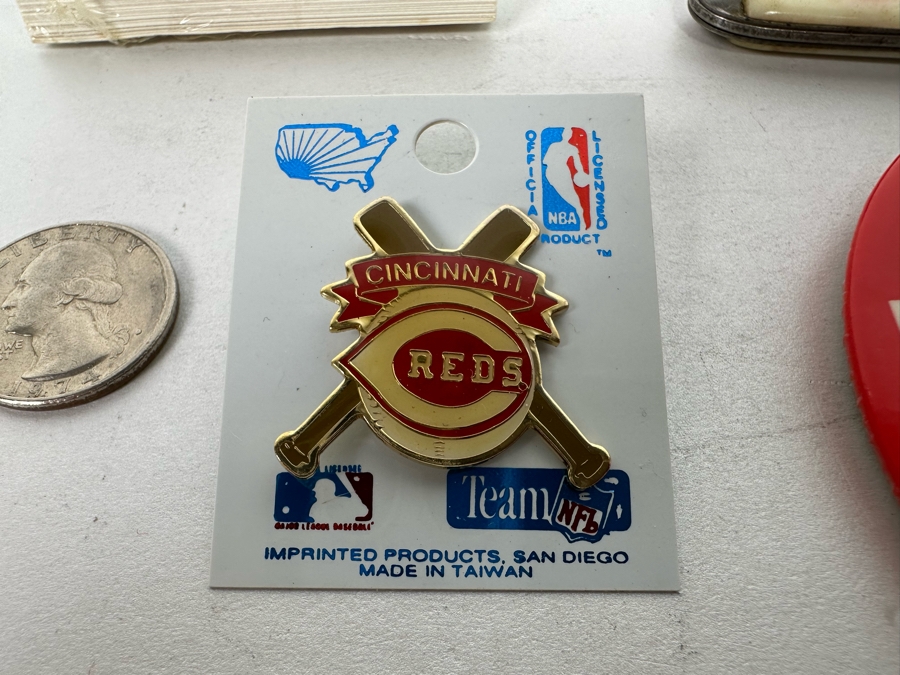 OFFICIAL
LICENSED
NBA
PRODUCT
™
CINCINNATI
REDS
LIBERTY
WE
LICENSEE
MAJOR LEAGUE BASEBALL
Team
NFL
IMPRINTED PRODUCTS, SAN DIEGO
MADE IN TAIWAN